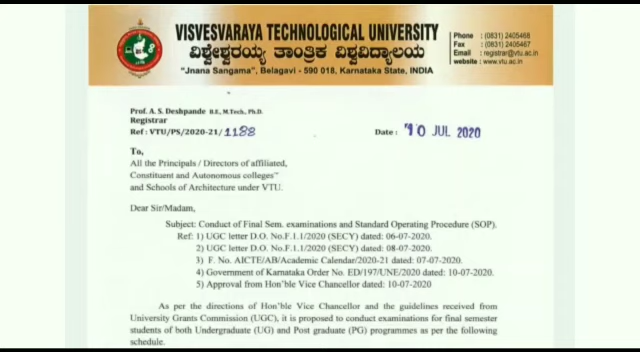 VISVESVARAYA TECHNOLOGICAL UNIVERSITY
ವಿಶ್ವೇಶ್ವರಯ್ಯ ತಾಂತ್ರಿಕ ವಿಶ್ವವಿದ್ಯಾಲಯ
"Jnana Sangama", Belagavi - 590 018, Karnataka State, INDIA
Phone : (0831) 2405468
Fax : (0831) 2405467
Email : registrar@vtu.ac.in
website : www.vtu.ac.in
Prof. A. S. Deshpande B.E., M.Tech., Ph.D.
Registrar
Ref: VTU/PS/2020-21/1188 Date: 10 JUL 2020
To,
All the Principals / Directors of affiliated,
Constituent and Autonomous colleges"
and Schools of Architecture under VTU.
Dear Sir/Madam,
Subject: Conduct of Final Sem. examinations and Standard Operating Procedure (SOP).
Ref: 1) UGC letter D.O. No.F.1.1/2020 (SECY) dated: 06-07-2020.
2) UGC letter D.O. No.F.1.1/2020 (SECY) dated: 08-07-2020.
3) F. No. AICTE/AB/Academic Calendar/2020-21 dated: 07-07-2020.
4) Government of Karnataka Order No. ED/197/UNE/2020 dated: 10-07-2020.
5) Approval from Hon'ble Vice Chancellor dated: 10-07-2020
As per the directions of Hon'ble Vice Chancellor and the guidelines received from
University Grants Commission (UGC), it is proposed to conduct examinations for final semester
students of both Undergraduate (UG) and Post graduate (PG) programmes as per the following
schedule.